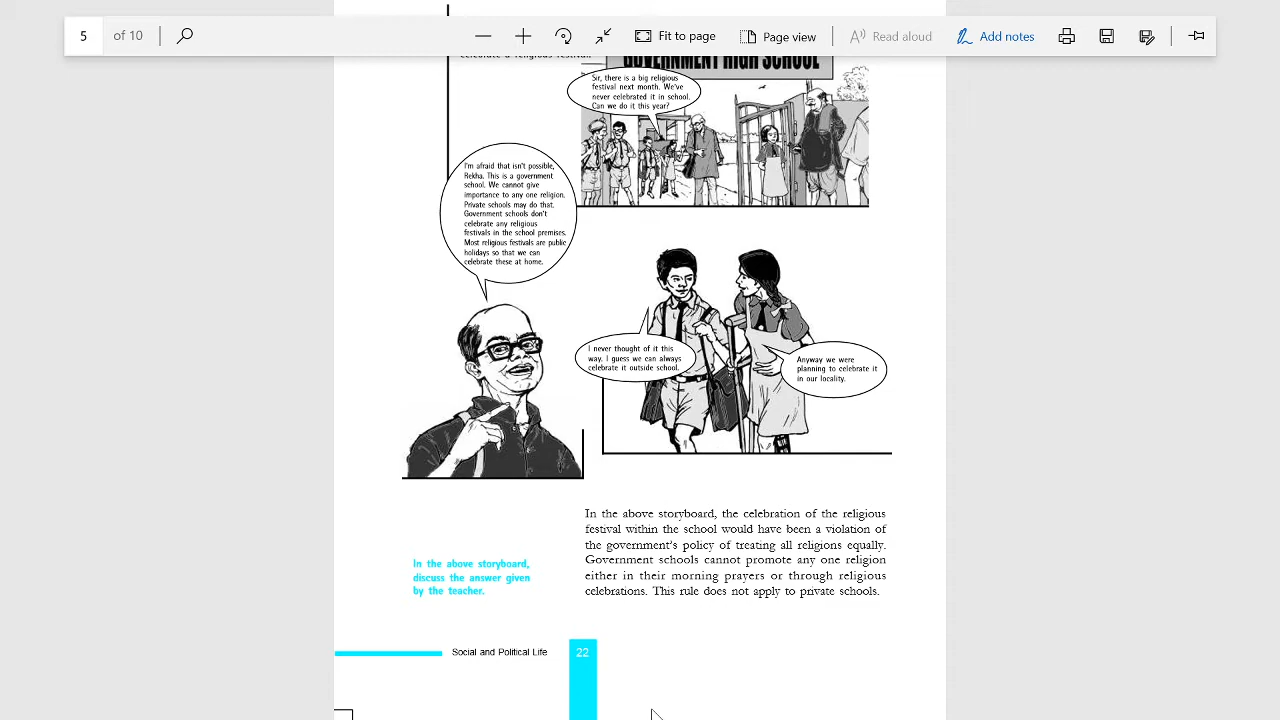 5 of 10
Fit to page
Page view
Read aloud
Add notes
celebrate a religious festival.
GOVERNMENT HIGH SCHOOL
Sir, there is a big religious
festival next month. We've
never celebrated it in school.
Can we do it this year?
I'm afraid that isn't possible,
Rekha. This is a government
school. We cannot give
importance to any one religion.
Private schools may do that.
Government schools don't
celebrate any religious
festivals in the school premises.
Most religious festivals are public
holidays so that we can
celebrate these at home.
I never thought of it this
way. I guess we can always
celebrate it outside school.
Anyway we were
planning to celebrate it
in our locality.
In the above storyboard, the celebration of the religious
festival within the school would have been a violation of
the government's policy of treating all religions equally.
Government schools cannot promote any one religion
either in their morning prayers or through religious
celebrations. This rule does not apply to private schools.
In the above storyboard,
discuss the answer given
by the teacher.
Social and Political Life
22